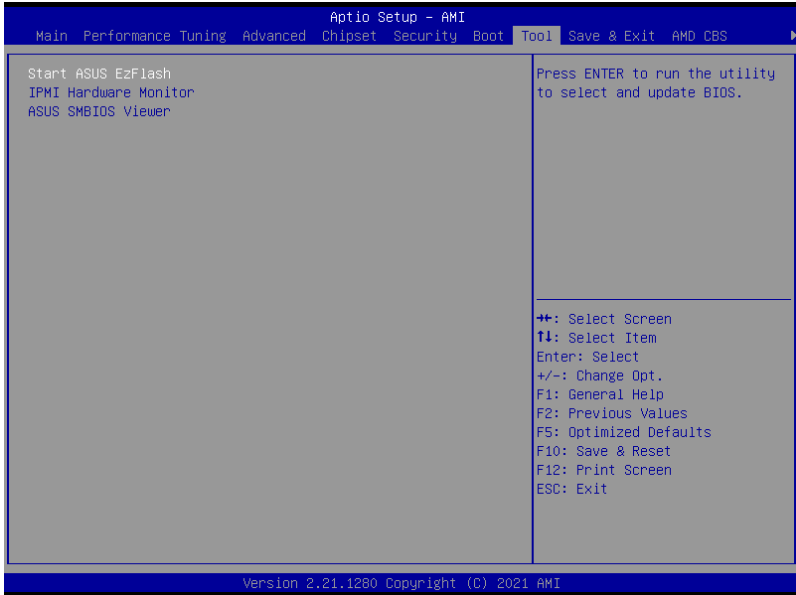 Aptio Setup – AMI
Main Performance Tuning Advanced Chipset Security Boot Tool Save & Exit AMD CBS
Start ASUS EzFlash
IPMI Hardware Monitor
ASUS SMBIOS Viewer
Press ENTER to run the utility
to select and update BIOS.
→←: Select Screen
↑↓: Select Item
Enter: Select
+/-: Change Opt.
F1: General Help
F2: Previous Values
F5: Optimized Defaults
F10: Save & Reset
F12: Print Screen
ESC: Exit
Version 2.21.1280 Copyright (C) 2021 AMI